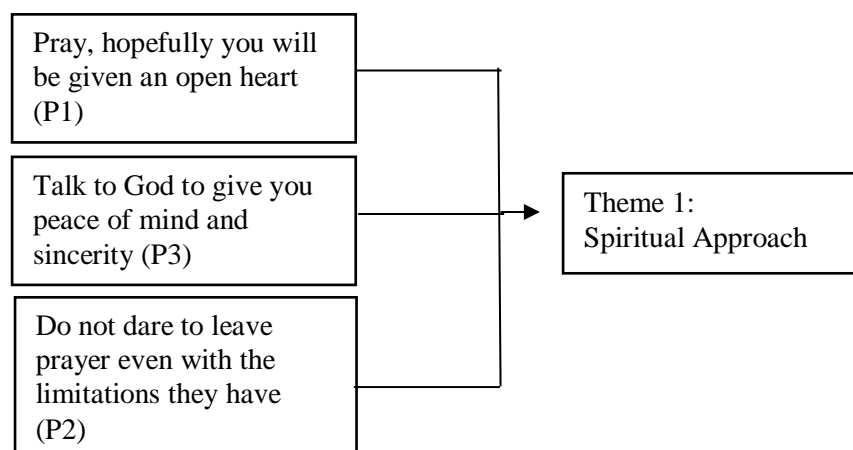 Pray, hopefully you will
be given an open heart
(P1)
Talk to God to give you
peace of mind and
sincerity (P3)
Do not dare to leave
prayer even with the
limitations they have
(P2)
Theme 1:
Spiritual Approach